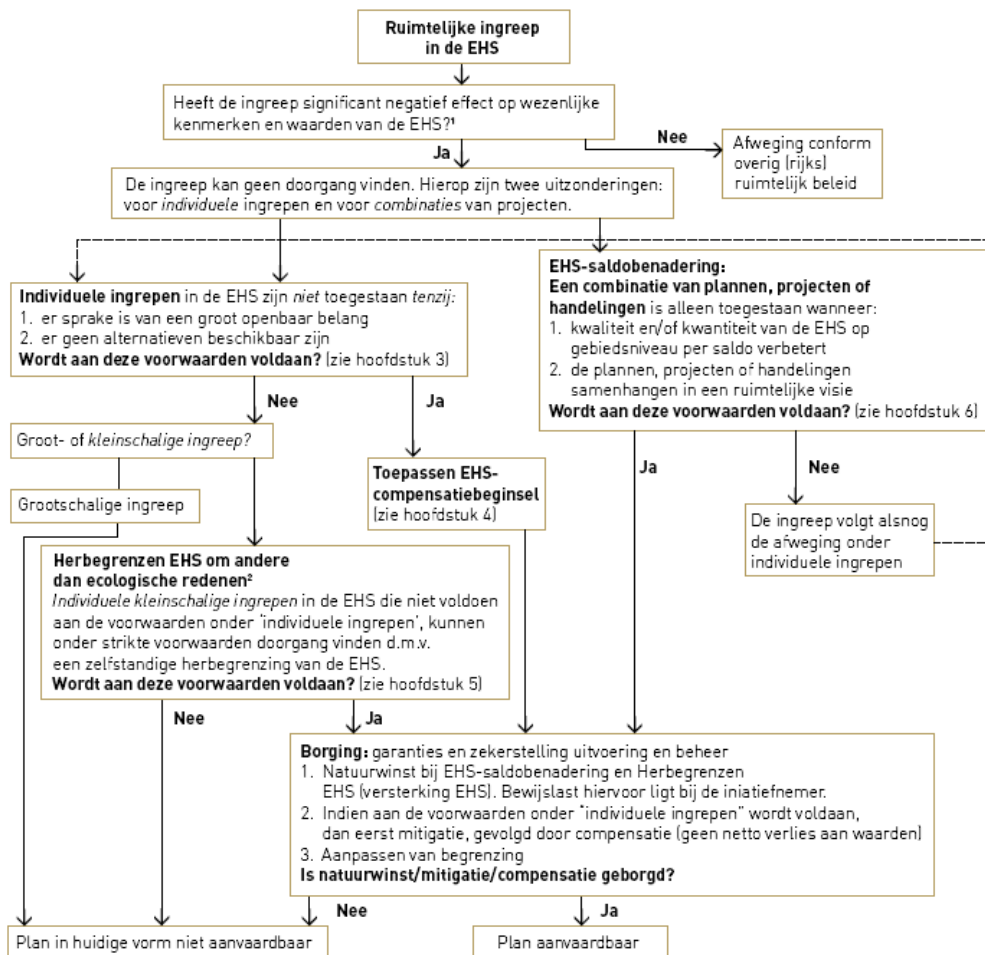 Ruimtelijke ingreep
in de EHS
Heeft de ingreep significant negatief effect op wezenlijke
kenmerken en waarden van de EHS?¹
Nee
Ja
Afweging conform
overig (rijks)
ruimtelijk beleid
De ingreep kan geen doorgang vinden. Hierop zijn twee uitzonderingen:
voor individuele ingrepen en voor combinaties van projecten.
Individuele ingrepen in de EHS zijn niet toegestaan tenzij:
1. er sprake is van een groot openbaar belang
2. er geen alternatieven beschikbaar zijn
Wordt aan deze voorwaarden voldaan? (zie hoofdstuk 3)
EHS-saldobenadering:
Een combinatie van plannen, projecten of
handelingen is alleen toegestaan wanneer:
1. kwaliteit en/of kwantiteit van de EHS op
gebiedsniveau per saldo verbetert
2. de plannen, projecten of handelingen
samenhangen in een ruimtelijke visie
Wordt aan deze voorwaarden voldaan? (zie hoofdstuk 6)
Nee
Ja
Groot- of kleinschalige ingreep?
Grootschalige ingreep
Toepassen EHS-
compensatiebeginsel
(zie hoofdstuk 4)
Ja
Nee
De ingreep volgt alsnog
de afweging onder
individuele ingrepen
Herbegrenzen EHS om andere
dan ecologische redenen²
Individuele kleinschalige ingrepen in de EHS die niet voldoen
aan de voorwaarden onder 'individuele ingrepen', kunnen
onder strikte voorwaarden doorgang vinden d.m.v.
een zelfstandige herbegrenzing van de EHS.
Wordt aan deze voorwaarden voldaan? (zie hoofdstuk 5)
Nee
Ja
Borging: garanties en zekerstelling uitvoering en beheer
1. Natuurwinst bij EHS-saldobenadering en Herbegrenzen
EHS (versterking EHS). Bewijslast hiervoor ligt bij de iniatiefnemer.
2. Indien aan de voorwaarden onder "individuele ingrepen" wordt voldaan,
dan eerst mitigatie, gevolgd door compensatie (geen netto verlies aan waarden)
3. Aanpassen van begrenzing
Is natuurwinst/mitigatie/compensatie geborgd?
Nee
Ja
Plan in huidige vorm niet aanvaardbaar
Plan aanvaardbaar